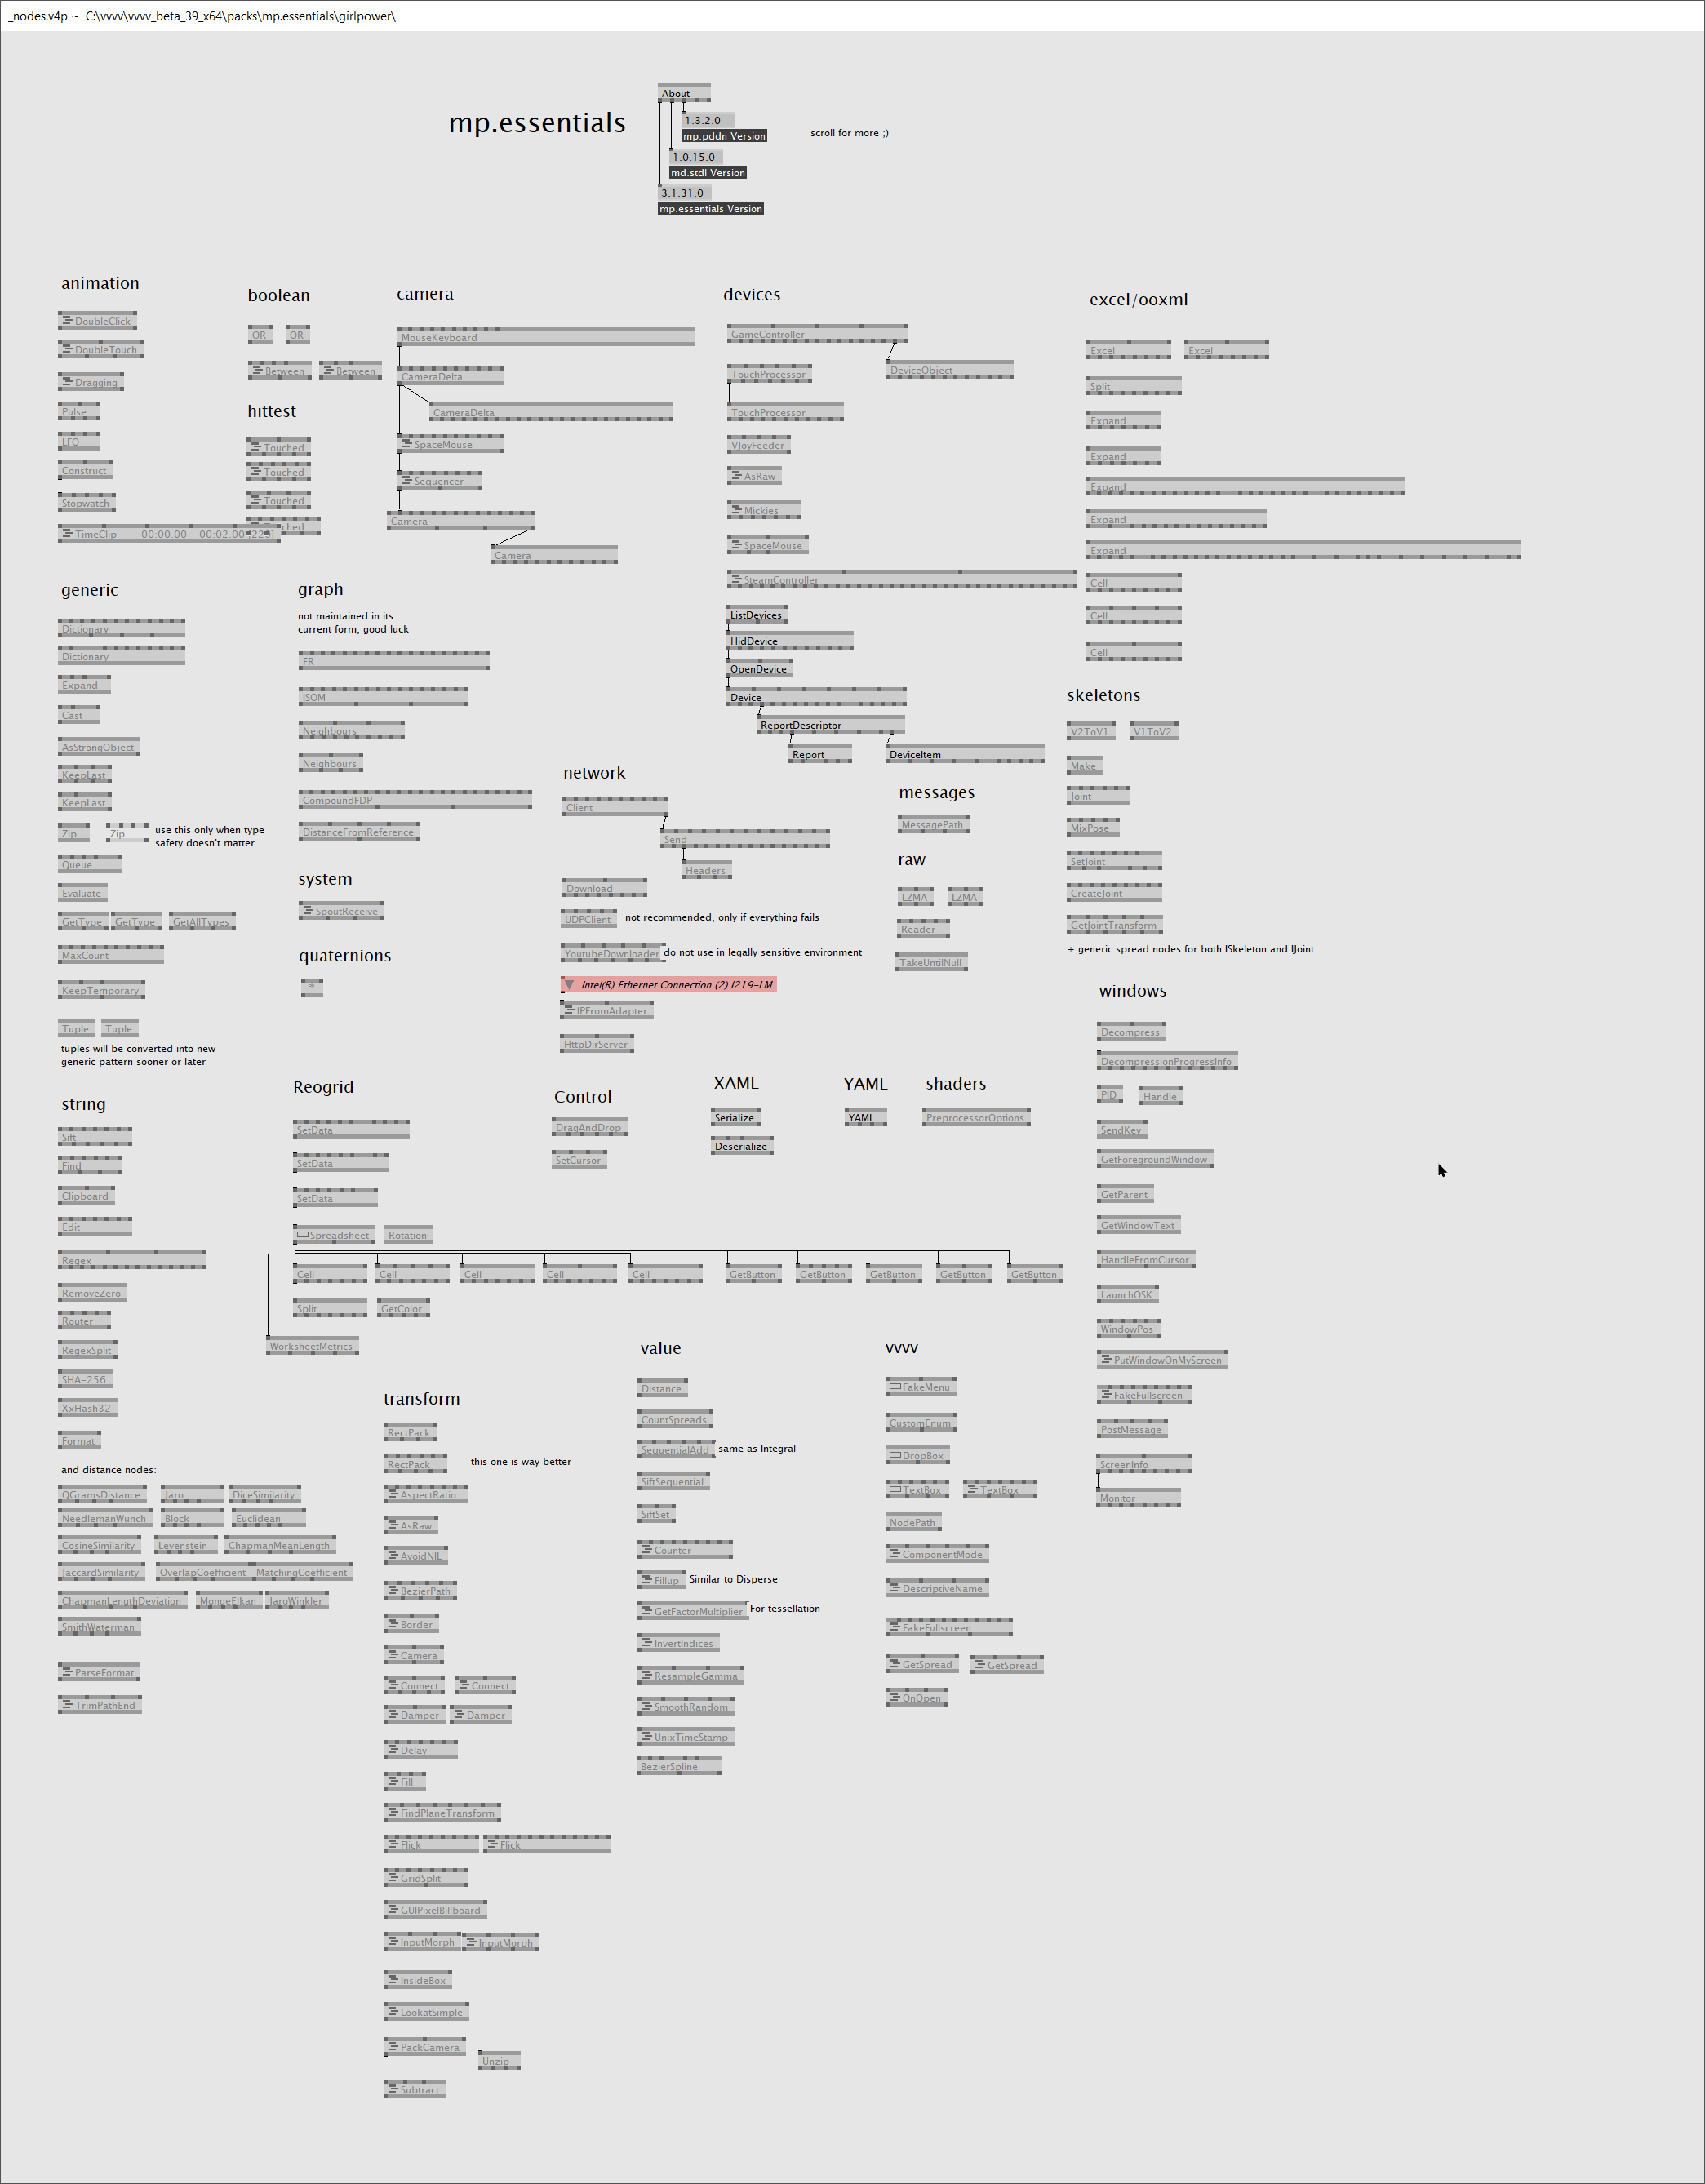 _nodes.v4p ~ C:\vvvv\vvvv_beta_39_x64\packs\mp.essentials\girlpower\
mp.essentials
About
1.3.2.0
mp.pddn Version
scroll for more ;)
1.0.15.0
md.stdl Version
3.1.31.0
mp.essentials Version
animation
DoubleClick
DoubleTouch
Dragging
Pulse
LFO
Construct
Stopwatch
TimeClip -- 00:00.00 - 00:02.00
boolean
OR OR
Between Between
hittest
Touched
Touched
Touched
ched
camera
MouseKeyboard
CameraDelta
CameraDelta
SpaceMouse
Sequencer
Camera
Camera
devices
GameController
DeviceObject
TouchProcessor
TouchProcessor
VJoyFeeder
AsRaw
Mickies
SpaceMouse
SteamController
ListDevices
HidDevice
OpenDevice
Device
ReportDescriptor
Report DeviceItem
excel/ooxml
Excel Excel
Split
Expand
Expand
Expand
Expand
Expand
Cell
Cell
Cell
generic
Dictionary
Dictionary
Expand
Cast
AsStrongObject
KeepLast
KeepLast
Zip Zip
use this only when type
safety doesn't matter
Queue
Evaluate
GetType GetType GetAllTypes
MaxCount
KeepTemporary
Tuple Tuple
tuples will be converted into new
generic pattern sooner or later
graph
not maintained in its
current form, good luck
FR
ISOM
Neighbours
Neighbours
CompoundFDP
DistanceFromReference
system
SpoutReceive
quaternions
=
network
Client
Send
Headers
Download
UDPClient not recommended, only if everything fails
YoutubeDownloader do not use in legally sensitive environment
Intel(R) Ethernet Connection (2) I219-LM
IPFromAdapter
HttpDirServer
messages
MessagePath
raw
LZMA LZMA
Reader
TakeUntilNull
skeletons
V2ToV1 V1ToV2
Make
Joint
MixPose
SetJoint
CreateJoint
GetJointTransform
+ generic spread nodes for both ISkeleton and IJoint
windows
Decompress
DecompressionProgressInfo
PID Handle
SendKey
GetForegroundWindow
GetParent
GetWindowText
HandleFromCursor
LaunchOSK
WindowPos
PutWindowOnMyScreen
FakeFullscreen
PostMessage
ScreenInfo
Monitor
string
Sift
Find
Clipboard
Edit
Regex
RemoveZero
Router
RegexSplit
SHA-256
XxHash32
Format
and distance nodes:
QGramsDistance Jaro DiceSimilarity
NeedlemanWunch Block Euclidean
CosineSimilarity Levenstein ChapmanMeanLength
JaccardSimilarity OverlapCoefficient MatchingCoefficient
ChapmanLengthDeviation MongeElkan JaroWinkler
SmithWaterman
ParseFormat
TrimPathEnd
Reogrid
SetData
SetData
SetData
Spreadsheet Rotation
Cell Cell Cell Cell Cell GetButton GetButton GetButton GetButton GetButton
Split GetColor
WorksheetMetrics
Control
DragAndDrop
SetCursor
XAML
Serialize
Deserialize
YAML
YAML
shaders
PreprocessorOptions
transform
RectPack
RectPack this one is way better
AspectRatio
AsRaw
AvoidNIL
BezierPath
Border
Camera
Connect Connect
Damper Damper
Delay
Fill
FindPlaneTransform
Flick Flick
GridSplit
GUIPixelBillboard
InputMorph InputMorph
InsideBox
LookatSimple
PackCamera
Unzip
Subtract
value
Distance
CountSpreads
SequentialAdd same as Integral
SiftSequential
SiftSet
Counter
Fillup Similar to Disperse
GetFactorMultiplier For tessellation
InvertIndices
ResampleGamma
SmoothRandom
UnixTimeStamp
BezierSpline
vvvv
FakeMenu
CustomEnum
DropBox
TextBox TextBox
NodePath
ComponentMode
DescriptiveName
FakeFullscreen
GetSpread GetSpread
OnOpen